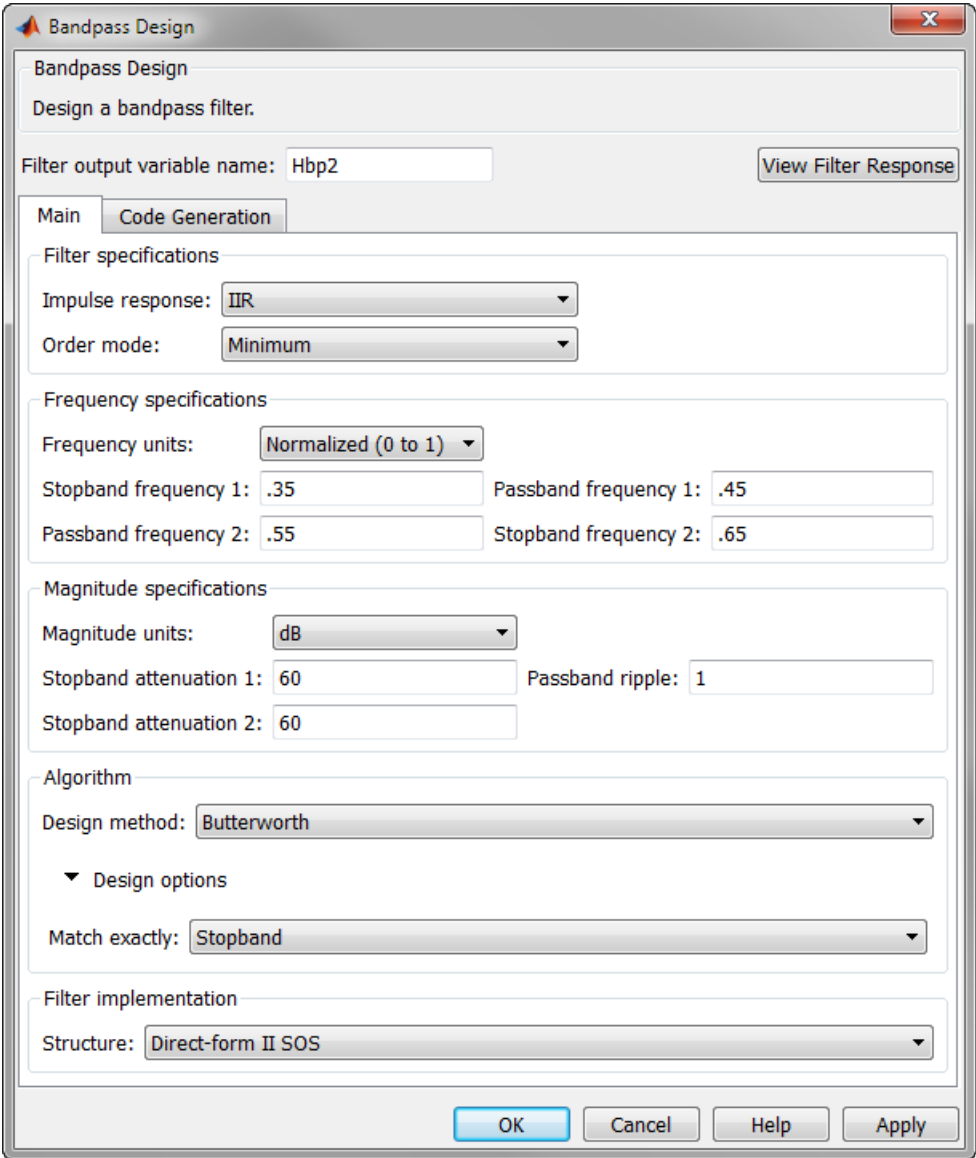 Bandpass Design
Bandpass Design
Design a bandpass filter.
Filter output variable name: Hbp2 View Filter Response
Main Code Generation
Filter specifications
Impulse response: IIR
Order mode: Minimum
Frequency specifications
Frequency units: Normalized (0 to 1)
Stopband frequency 1: .35 Passband frequency 1: .45
Passband frequency 2: .55 Stopband frequency 2: .65
Magnitude specifications
Magnitude units: dB
Stopband attenuation 1: 60 Passband ripple: 1
Stopband attenuation 2: 60
Algorithm
Design method: Butterworth
Design options
Match exactly: Stopband
Filter implementation
Structure: Direct-form II SOS
OK Cancel Help Apply